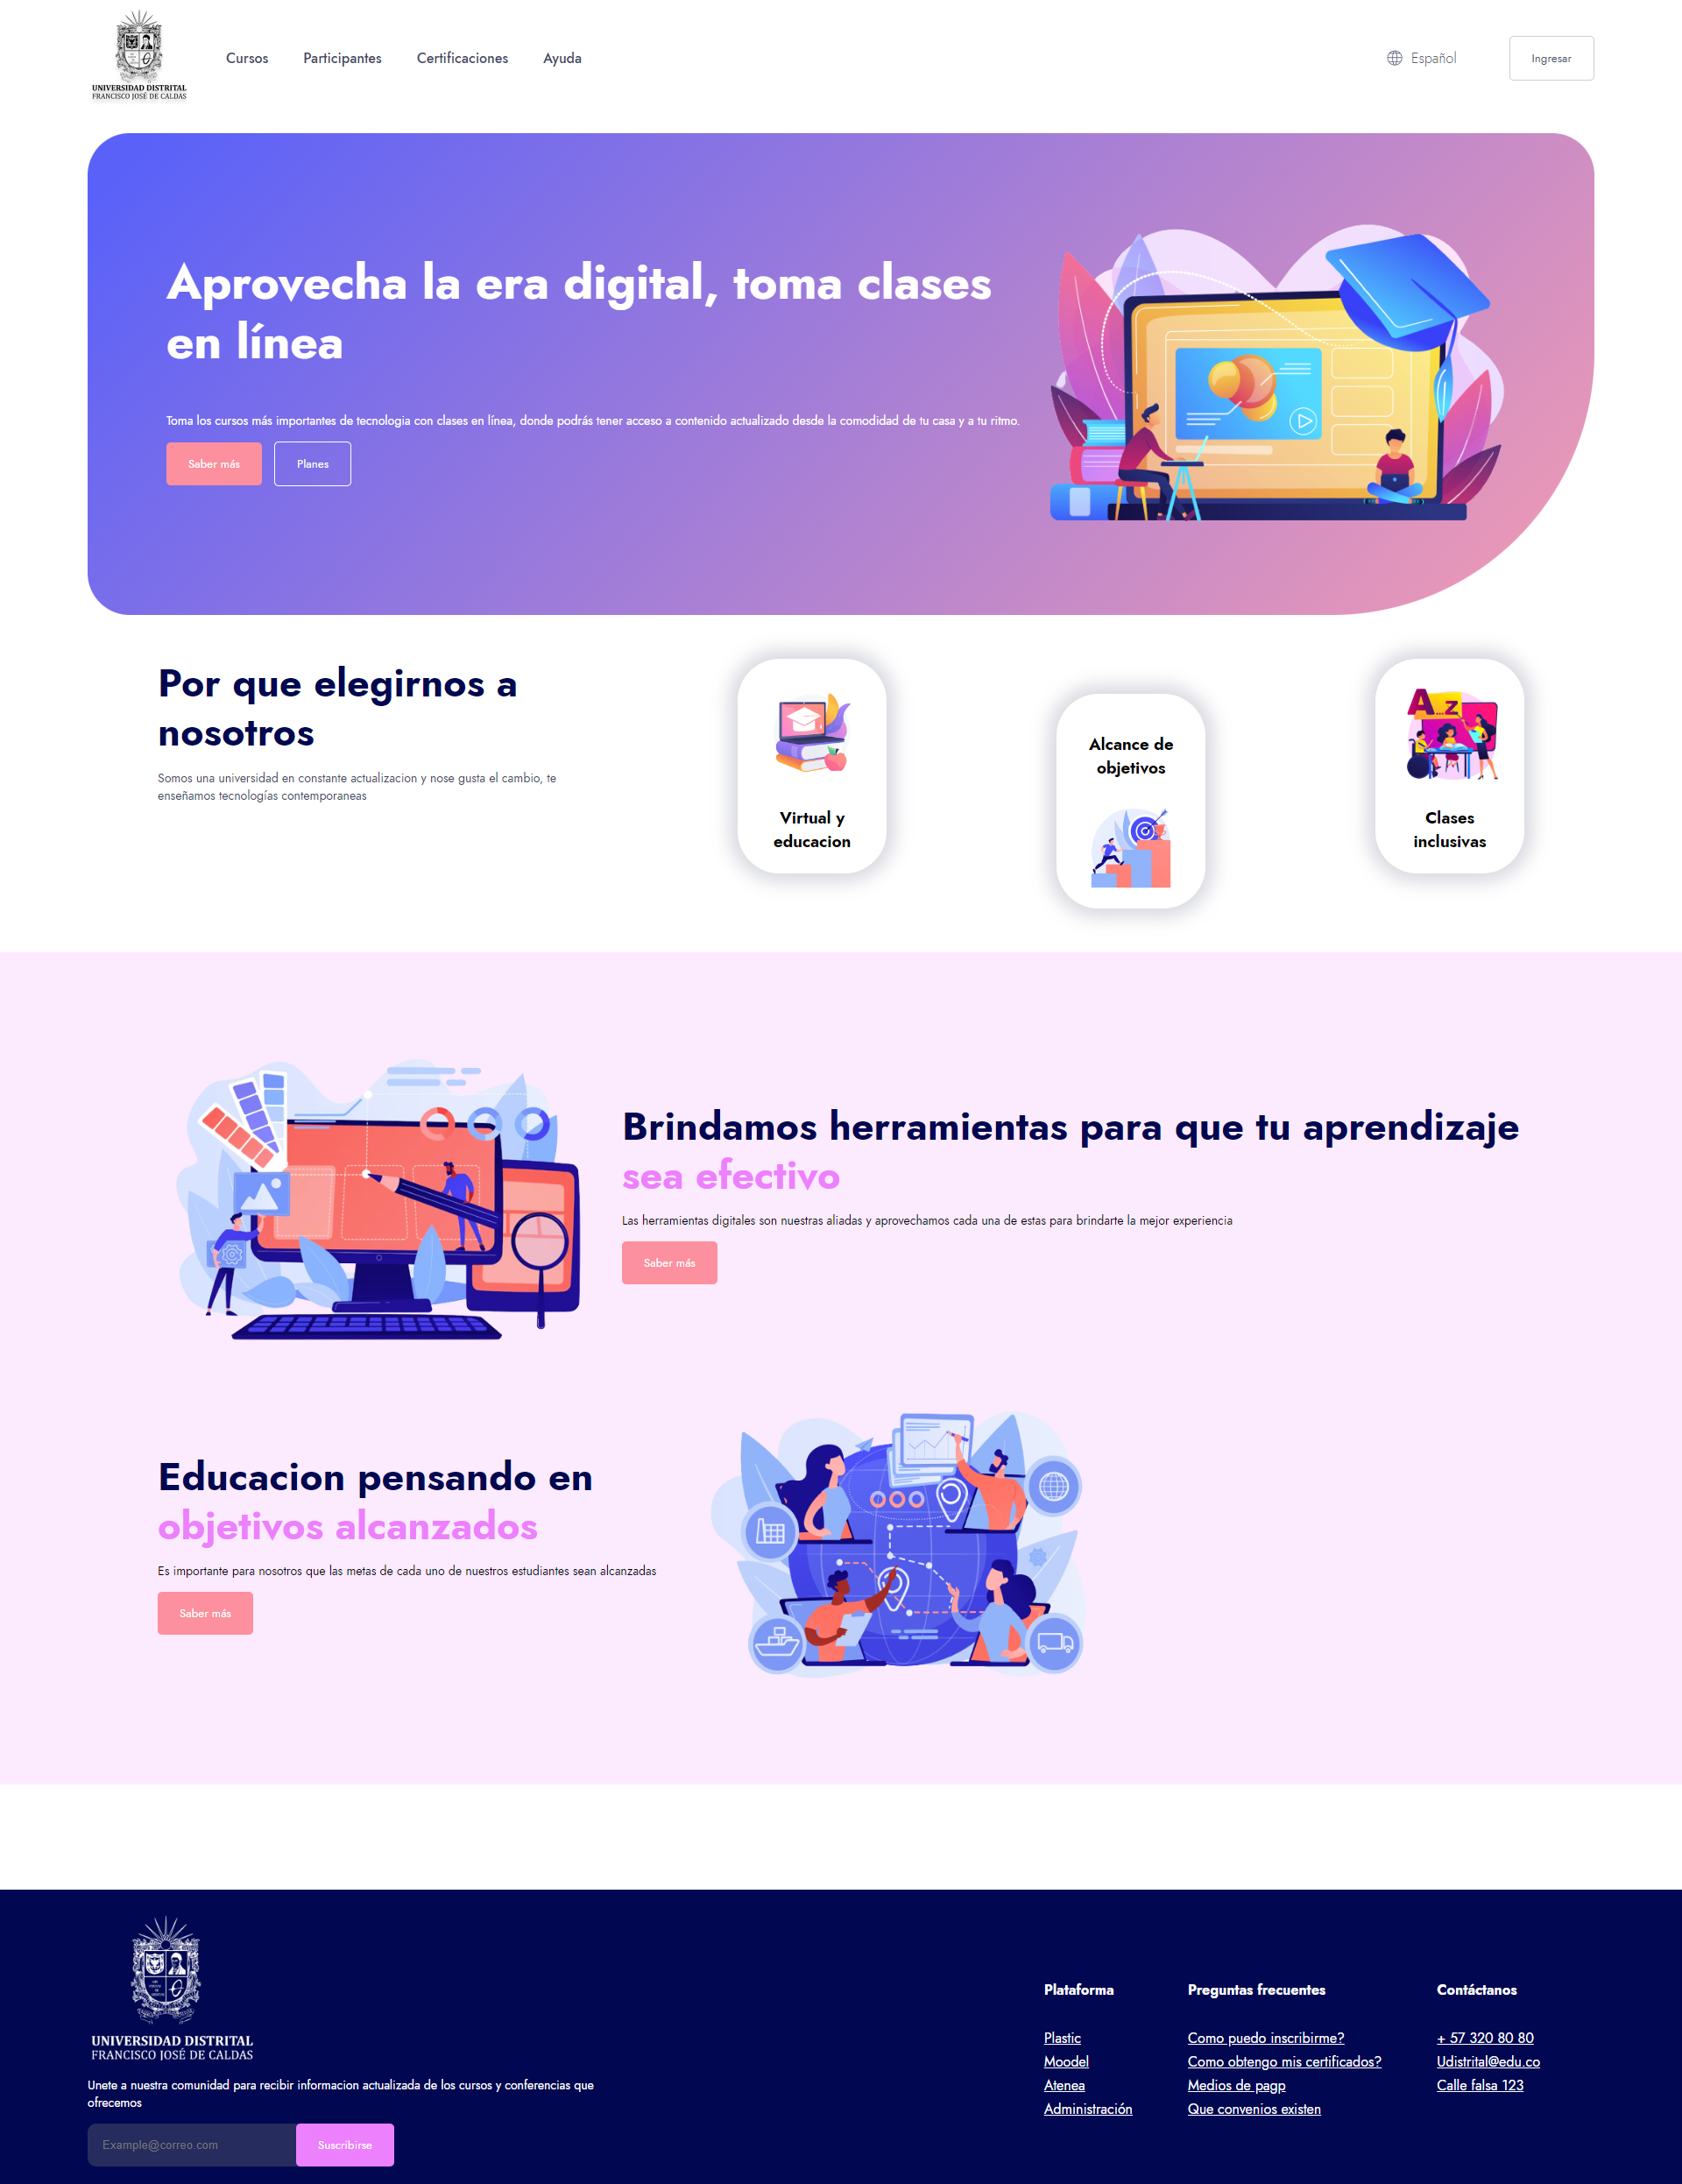 UNIVERSIDAD DISTRITAL
FRANCISCO JOSÉ DE CALDAS
Cursos
Participantes
Certificaciones
Ayuda
Español
Ingresar
Aprovecha la era digital, toma clases
en línea
Toma los cursos más importantes de tecnologia con clases en línea, donde podrás tener acceso a contenido actualizado desde la comodidad de tu casa y a tu ritmo.
Saber más
Planes
Por que elegirnos a
nosotros
Somos una universidad en constante actualizacion y nose gusta el cambio, te
enseñamos tecnologías contemporaneas
Virtual y
educacion
Alcance de
objetivos
A...z
Clases
inclusivas
Brindamos herramientas para que tu aprendizaje
sea efectivo
Las herramientas digitales son nuestras aliadas y aprovechamos cada una de estas para brindarte la mejor experiencia
Saber más
Educacion pensando en
objetivos alcanzados
Es importante para nosotros que las metas de cada uno de nuestros estudiantes sean alcanzadas
Saber más
UNIVERSIDAD DISTRITAL
FRANCISCO JOSÉ DE CALDAS
Unete a nuestra comunidad para recibir informacion actualizada de los cursos y conferencias que
ofrecemos
Example@correo.com
Suscribirse
Plataforma
Plastic
Moodel
Atenea
Administración
Preguntas frecuentes
Como puedo inscribirme?
Como obtengo mis certificados?
Medios de pagp
Que convenios existen
Contáctanos
+ 57 320 80 80
Udistrital@edu.co
Calle falsa 123